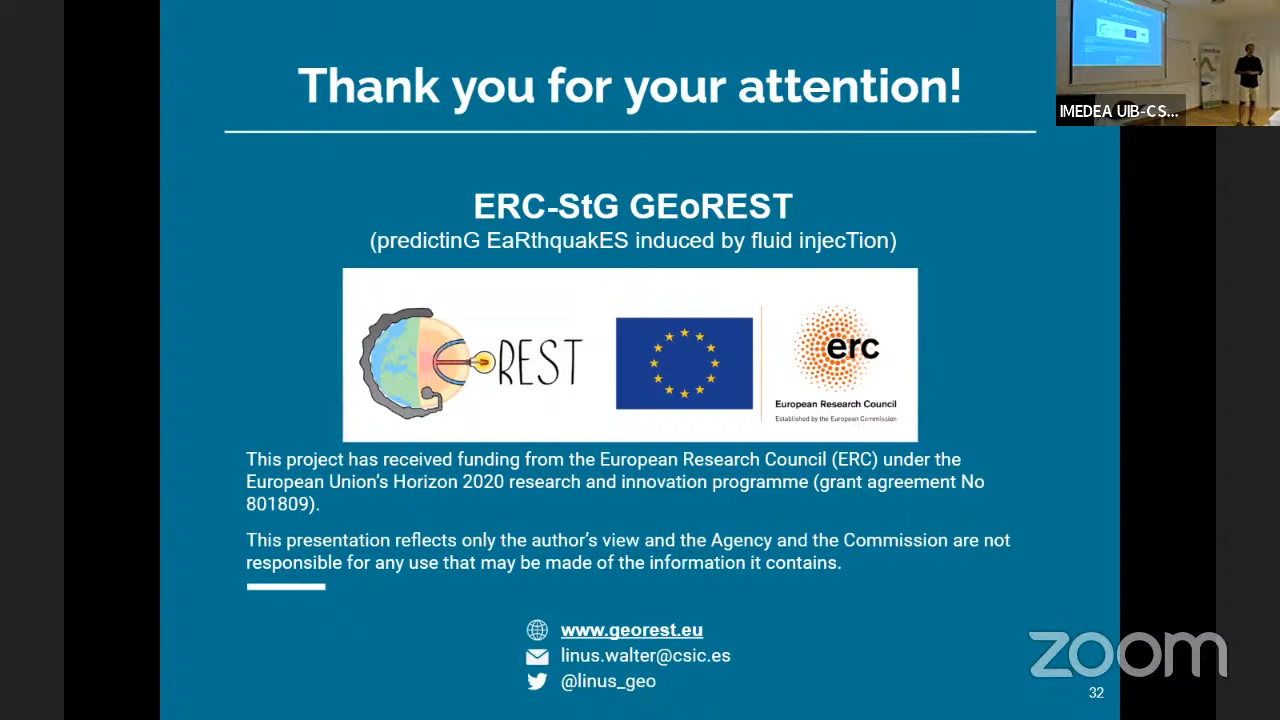 Thank you for your attention!
IMEDEA UIB-CS...
ERC-StG GEoREST
(predictinG EaRthquakES induced by fluid injecTion)
REST
erc
European Research Council
Established by the European Commission
This project has received funding from the European Research Council (ERC) under the
European Union's Horizon 2020 research and innovation programme (grant agreement No
801809).
This presentation reflects only the author's view and the Agency and the Commission are not
responsible for any use that may be made of the information it contains.
www.georest.eu
linus.walter@csic.es
@linus_geo
zoom
32